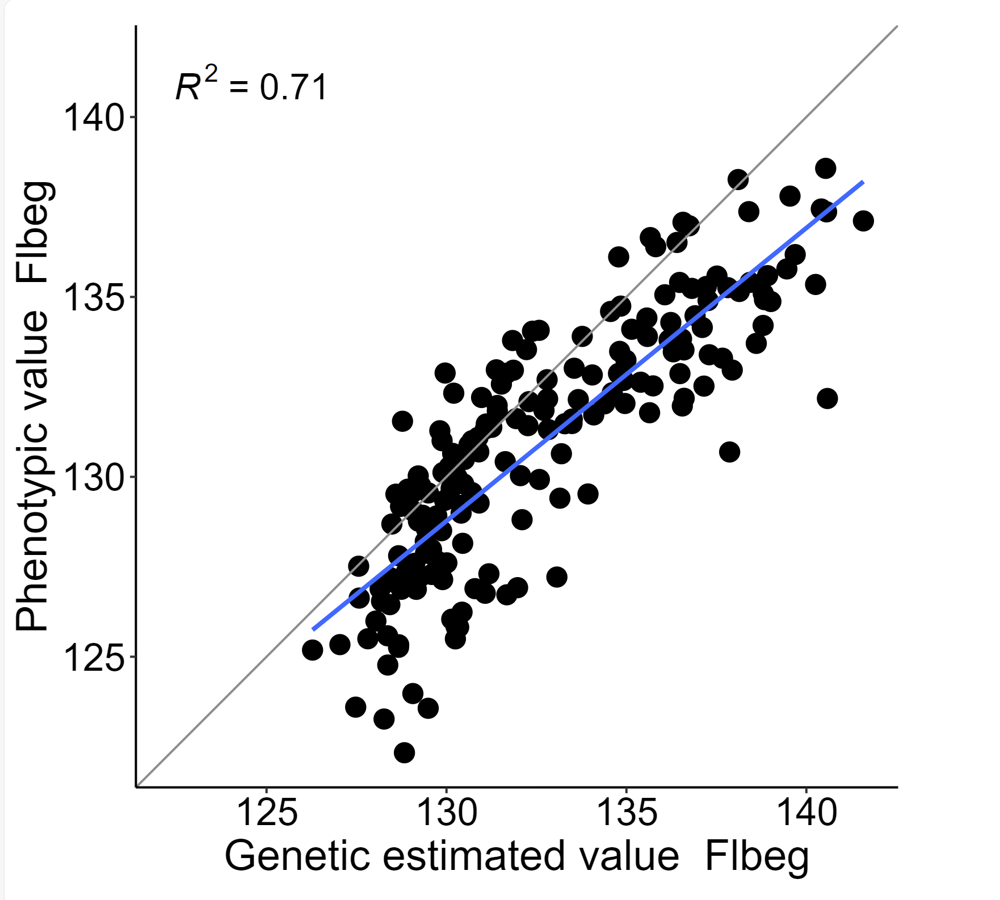 R² = 0.71
140
135
130
125
Phenotypic value Flbeg
125 130 135 140
Genetic estimated value Flbeg